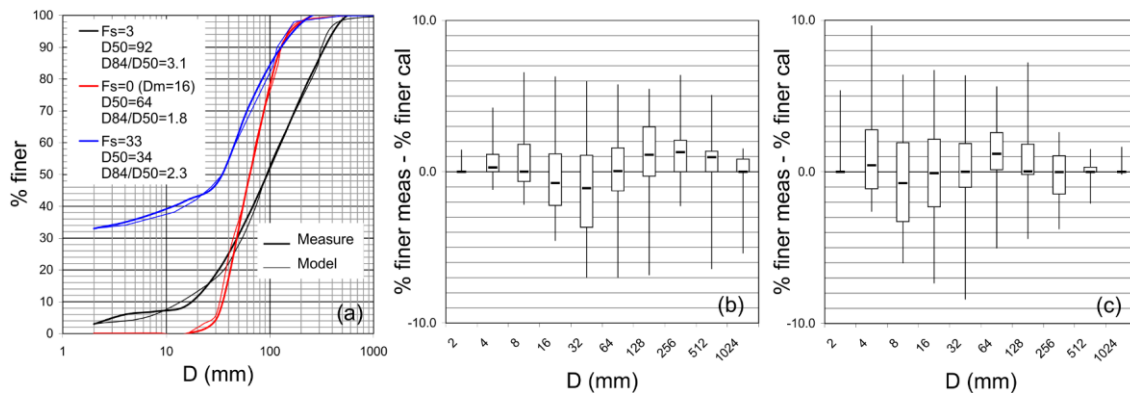 100
90
80
70
60
50
40
30
20
10
0
% finer
Fs=3
D50=92
D84/D50=3.1
Fs=0 (Dm=16)
D50=64
D84/D50=1.8
Fs=33
D50=34
D84/D50=2.3
Measure
Model
(a)
1 10 100 1000
D (mm)
% finer meas - % finer cal
10.0
0.0
-10.0
(b)
2 4 8 16 32 64 128 256 512 1024
D (mm)
% finer meas - % finer cal
10.0
0.0
-10.0
(c)
2 4 8 16 32 64 128 256 512 1024
D (mm)